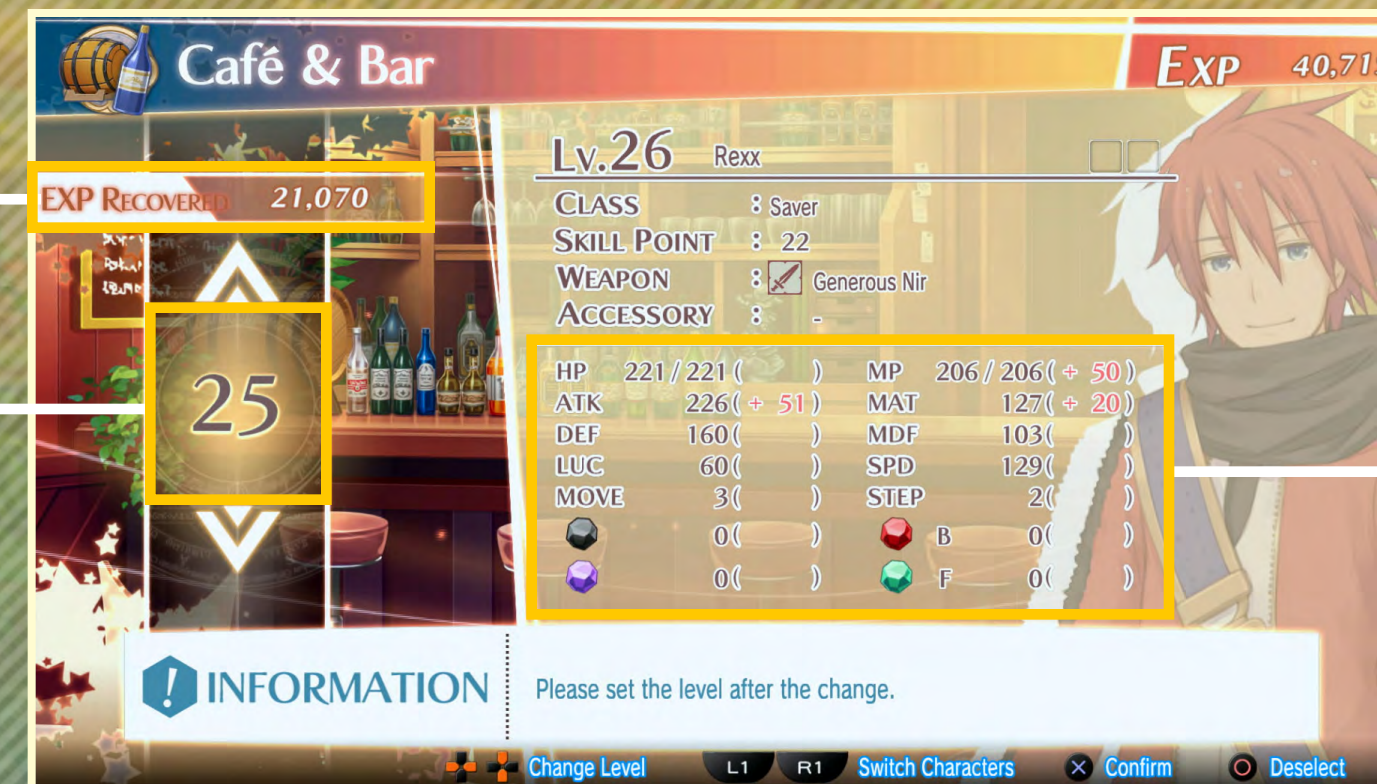 Café & Bar
EXP
EXP RECOVERED 21,070
25
Lv.26 Rexx
CLASS : Saver
SKILL POINT : 22
WEAPON : Generous Nir
ACCESSORY : -
HP 221/221( ) MP 206/206(+ 50)
ATK 226(+ 51) MAT 127(+ 20)
DEF 160( ) MDF 103( )
LUC 60( ) SPD 129( )
MOVE 3( ) STEP 2( )
0( ) B 0( )
0( ) F 0( )
! INFORMATION
Please set the level after the change.
Change Level L1 R1 Switch Characters Confirm Deselect